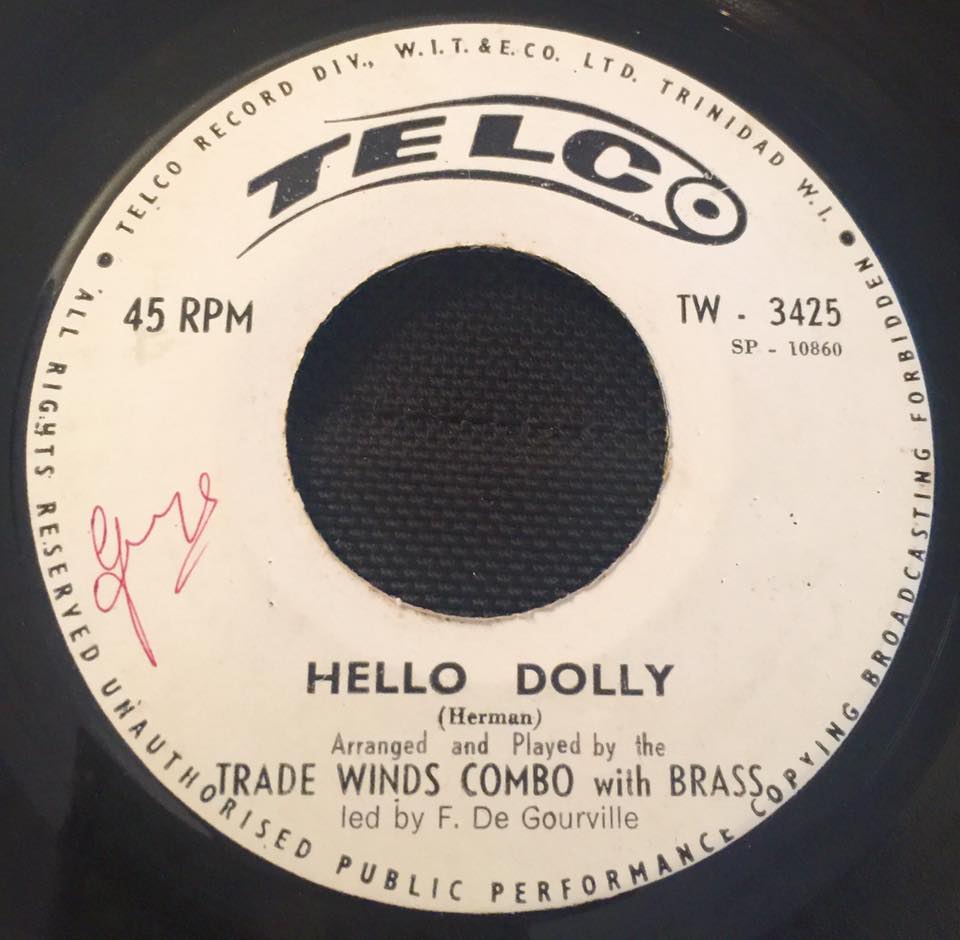 TELCO RECORD DIV., W.I.T. & E. CO. LTD. TRINIDAD W.I.
TELCO
45 RPM
TW - 3425
SP - 10860
HELLO DOLLY
(Herman)
Arranged and Played by the
TRADE WINDS COMBO with BRASS
led by F. De Gourville
ALL RIGHTS RESERVED UNAUTHORISED PUBLIC PERFORMANCE COPYING BROADCASTING FORBIDDEN